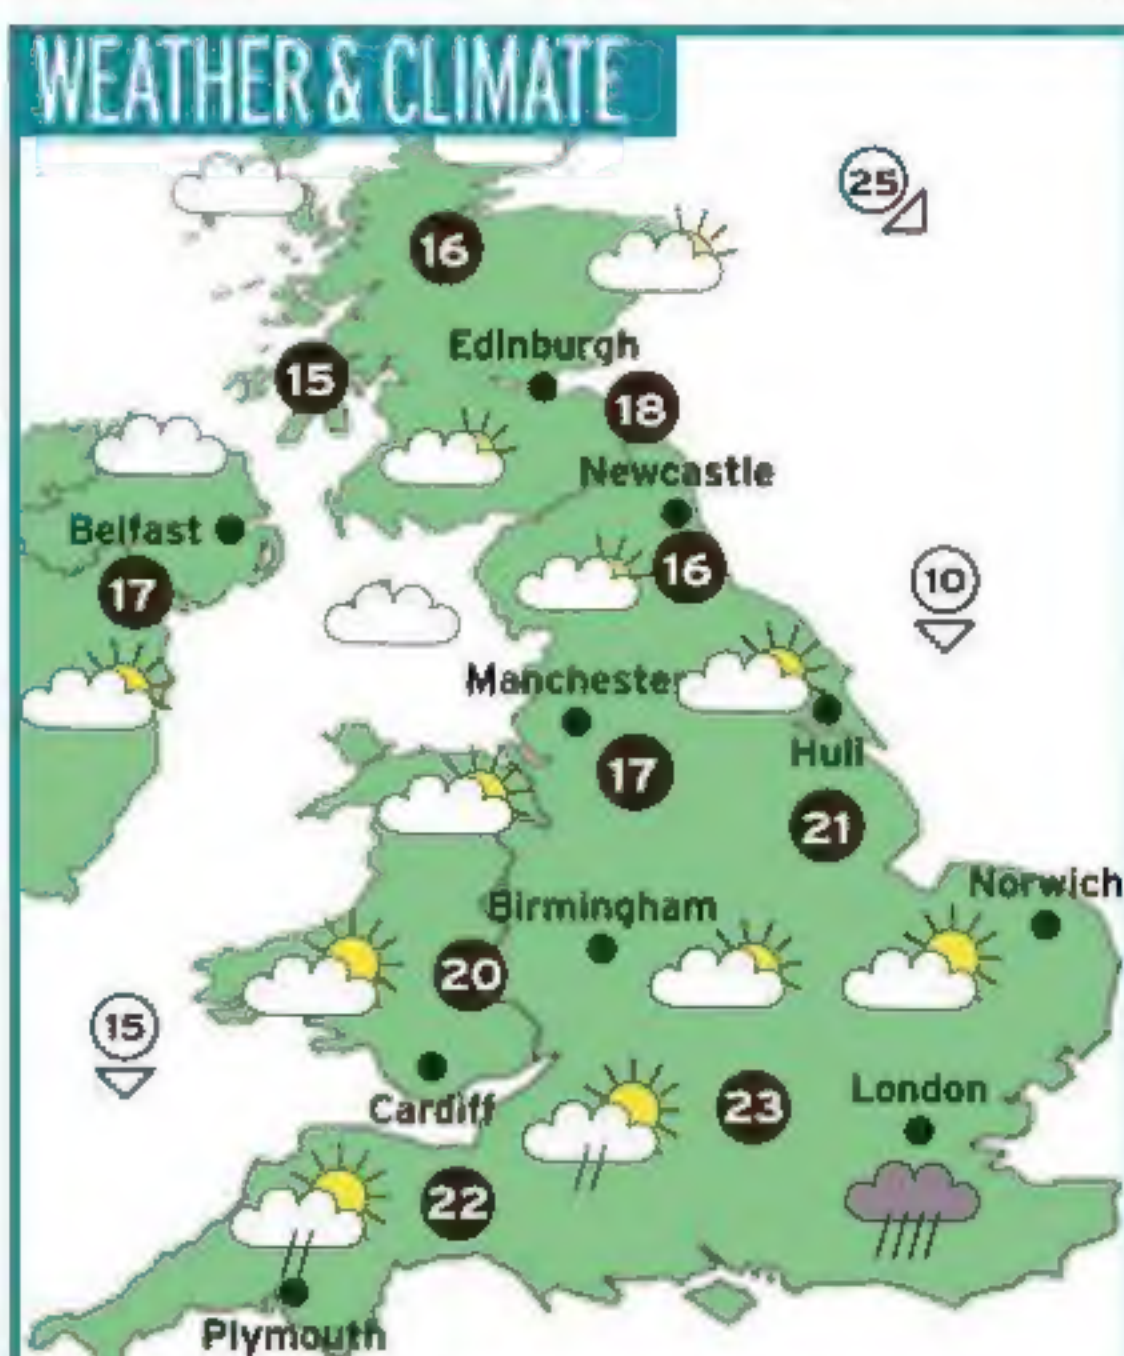 WEATHER & CLIMATE
25
16
Edinburgh
15
18
Newcastle
Belfast
16
17
10
Manchester
Hull
17
21
Norwich
Birmingham
20
15
London
23
Cardiff
22
Plymouth